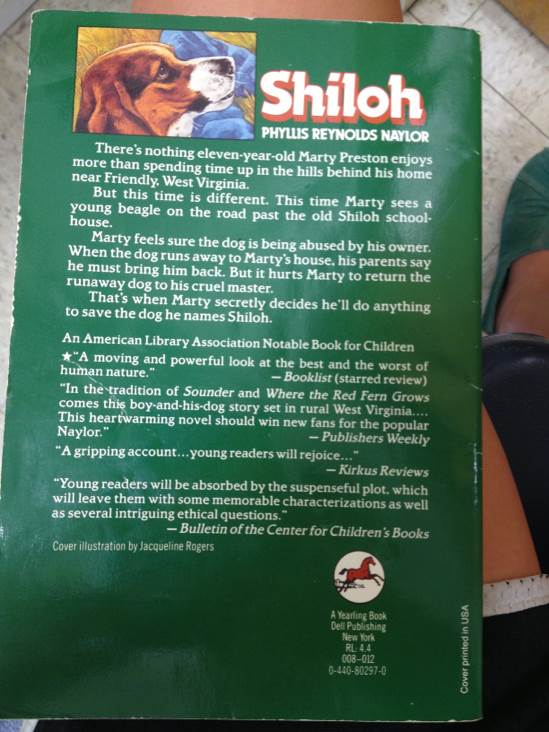 Shiloh
PHYLLIS REYNOLDS NAYLOR
There's nothing eleven-year-old Marty Preston enjoys
more than spending time up in the hills behind his home
near Friendly, West Virginia.
But this time is different. This time Marty sees a
young beagle on the road past the old Shiloh school-
house.
Marty feels sure the dog is being abused by his owner.
When the dog runs away to Marty's house, his parents say
he must bring him back. But it hurts Marty to return the
runaway dog to his cruel master.
That's when Marty secretly decides he'll do anything
to save the dog he names Shiloh.
An American Library Association Notable Book for Children
★"A moving and powerful look at the best and the worst of
human nature." — Booklist (starred review)
"In the tradition of Sounder and Where the Red Fern Grows
comes this boy-and-his-dog story set in rural West Virginia....
This heartwarming novel should win new fans for the popular
Naylor." — Publishers Weekly
"A gripping account...young readers will rejoice..."
— Kirkus Reviews
"Young readers will be absorbed by the suspenseful plot, which
will leave them with some memorable characterizations as well
as several intriguing ethical questions."
— Bulletin of the Center for Children's Books
Cover illustration by Jacqueline Rogers
A Yearling Book
Dell Publishing
New York
RL: 4.4
008–012
0-440-80297-0
Cover printed in USA